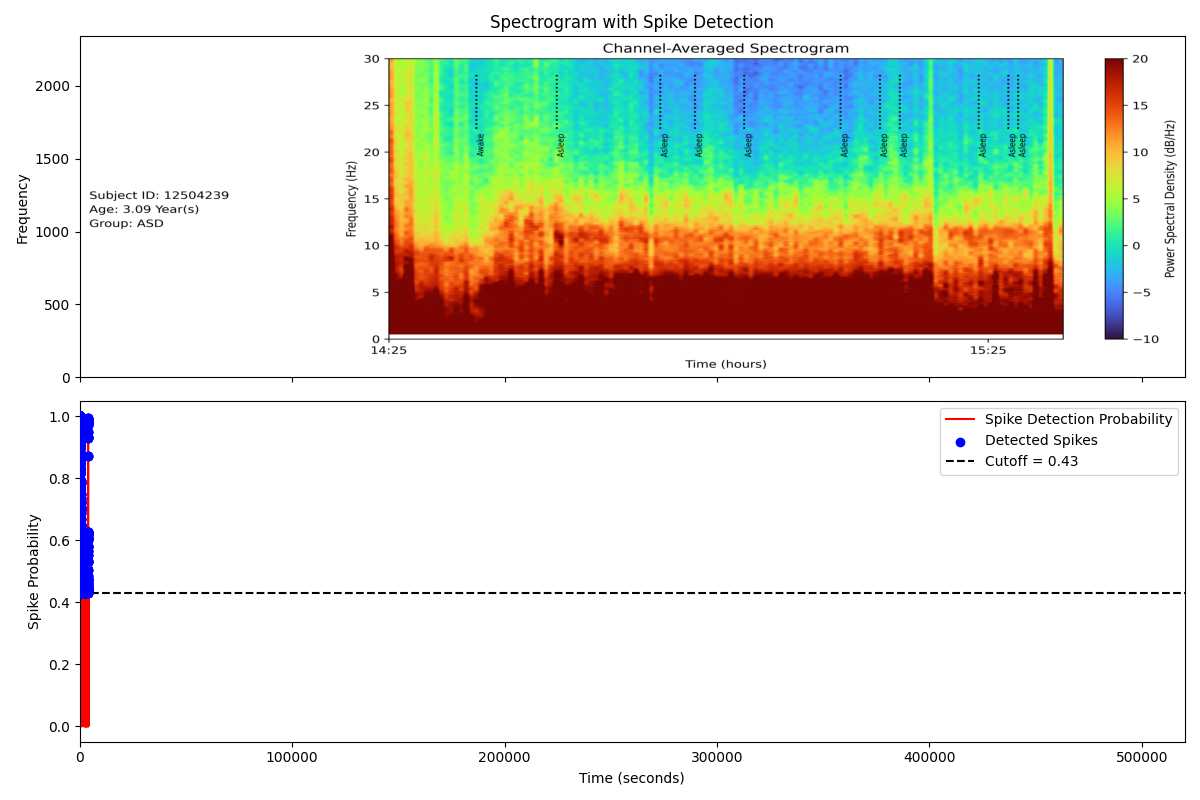 Spectrogram with Spike Detection
Channel-Averaged Spectrogram
Frequency
2000
1500
1000
500
0
Subject ID: 12504239
Age: 3.09 Year(s)
Group: ASD
Frequency (Hz)
30
25
20
15
10
5
0
Awake
Asleep
Asleep
Asleep
Asleep
Asleep
Asleep
Asleep
Asleep
Asleep
Asleep
14:25
15:25
Time (hours)
20
15
10
5
0
−5
−10
Power Spectral Density (dB/Hz)
Spike Probability
1.0
0.8
0.6
0.4
0.2
0.0
Spike Detection Probability
Detected Spikes
Cutoff = 0.43
0
100000
200000
300000
400000
500000
Time (seconds)